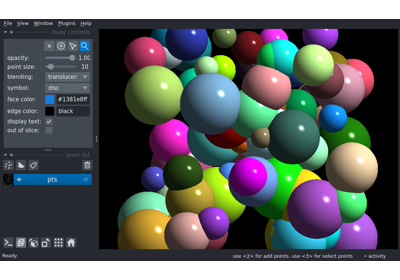 File View Window Plugins Help
layer controls
opacity: 1.00
point size: 10
blending: translucen
symbol: disc
face color: #1381e8ff
edge color: black
display text:
out of slice:
layer list
pts
Ready use <2> for add points, use <3> for select points activity